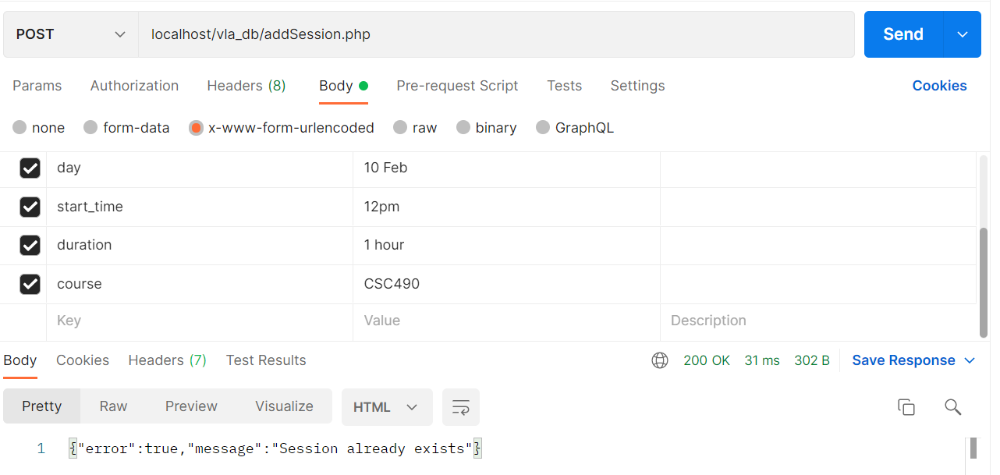 POST localhost/vla_db/addSession.php Send
Params Authorization Headers (8) Body Pre-request Script Tests Settings Cookies
none form-data x-www-form-urlencoded raw binary GraphQL
day 10 Feb
start_time 12pm
duration 1 hour
course CSC490
Key Value Description
Body Cookies Headers (7) Test Results 200 OK 31 ms 302 B Save Response
Pretty Raw Preview Visualize HTML
1 {"error":true,"message":"Session already exists"}